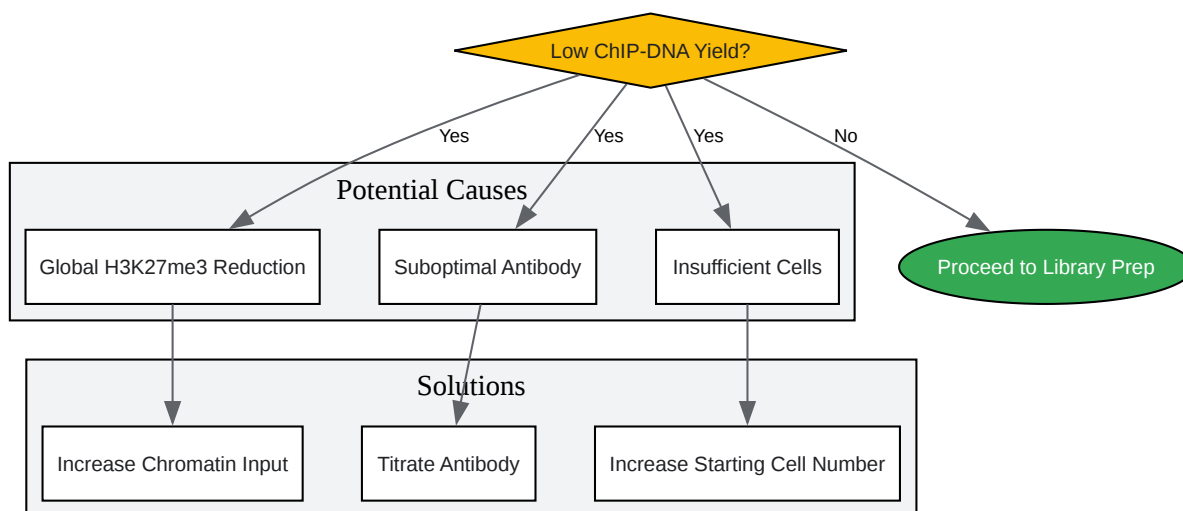 Low ChIP-DNA Yield?
Yes
Yes
Yes
No
Potential Causes
Global H3K27me3 Reduction
Suboptimal Antibody
Insufficient Cells
Proceed to Library Prep
Solutions
Increase Chromatin Input
Titrate Antibody
Increase Starting Cell Number